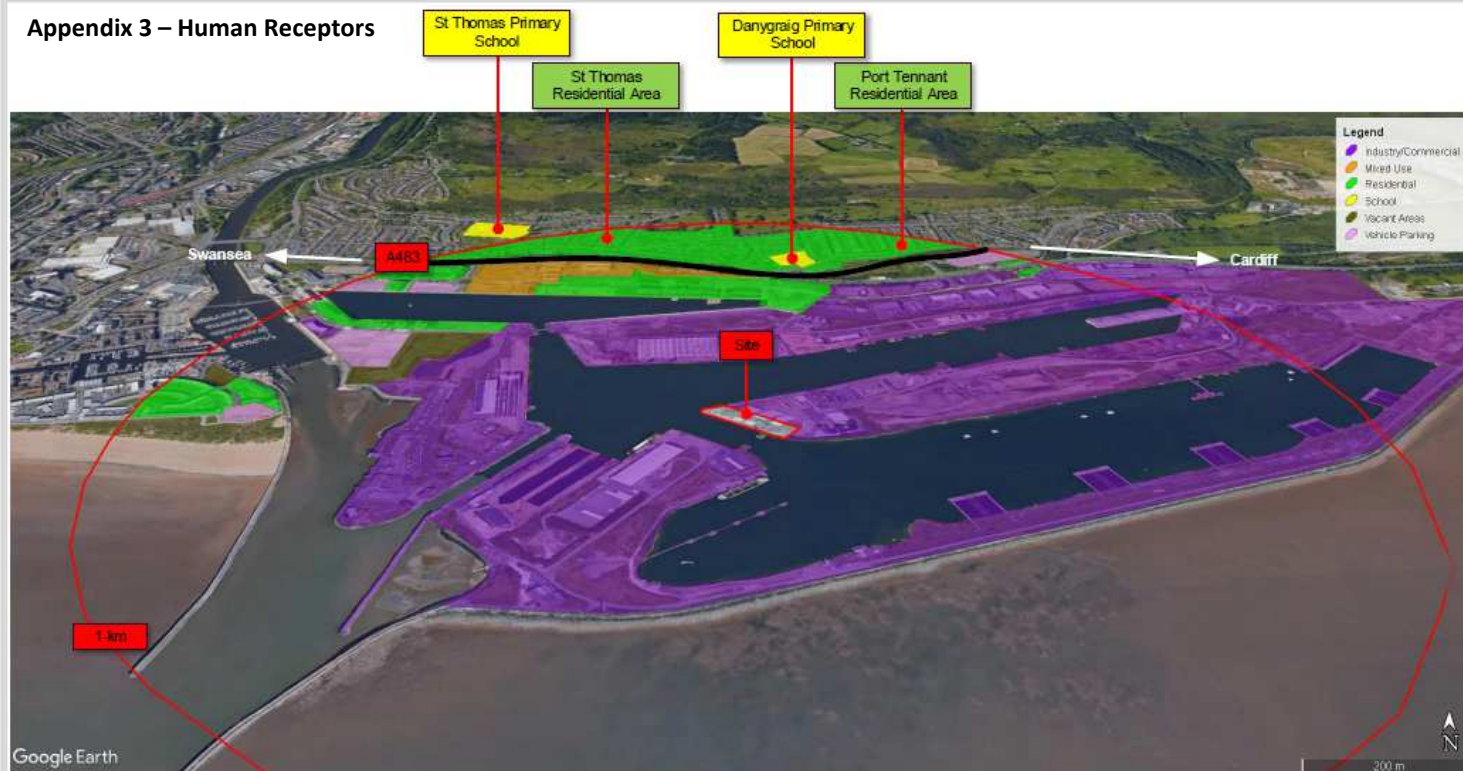 Appendix 3 – Human Receptors
St Thomas Primary
School
Danygraig Primary
School
St Thomas
Residential Area
Port Tennant
Residential Area
Legend
Industry/Commercial
Mixed Use
Residential
School
Vacant Areas
Vehicle Parking
Swansea
A483
Cardiff
Site
1-km
Google Earth
N
200 m